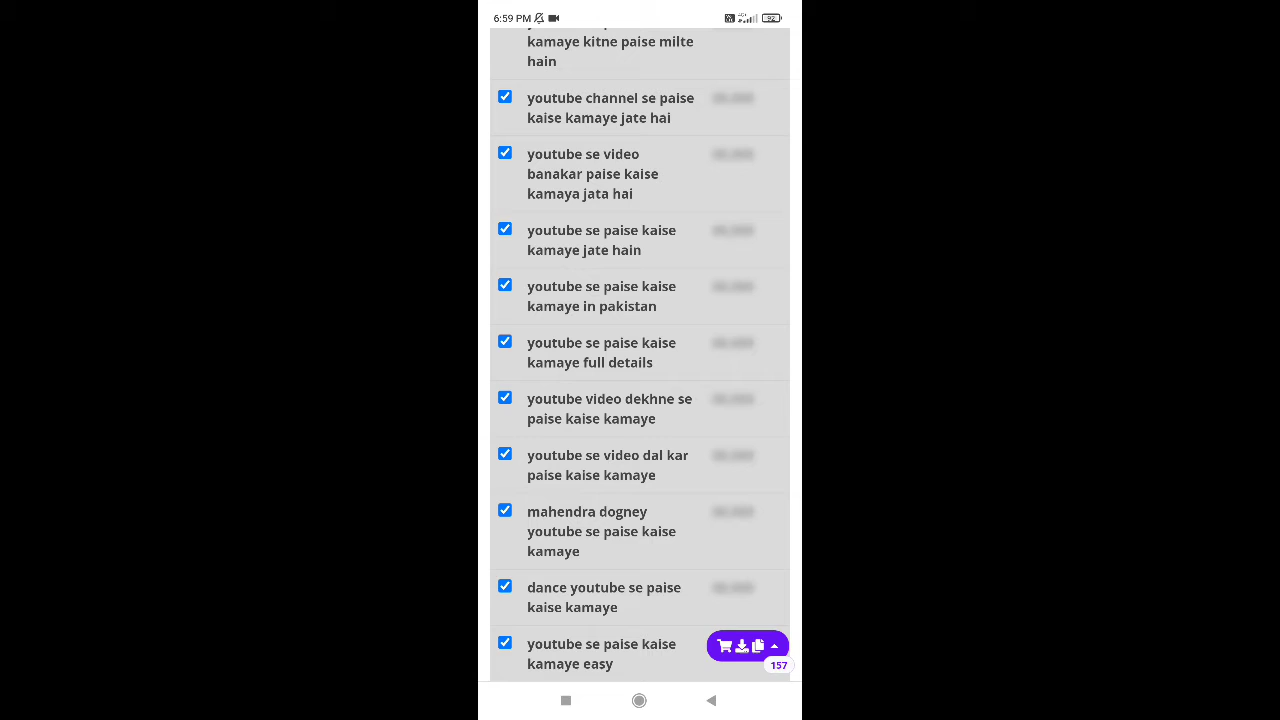 6:59 PM
92
kamaye kitne paise milte
hain
youtube channel se paise
kaise kamaye jate hai
youtube se video
banakar paise kaise
kamaya jata hai
youtube se paise kaise
kamaye jate hain
youtube se paise kaise
kamaye in pakistan
youtube se paise kaise
kamaye full details
youtube video dekhne se
paise kaise kamaye
youtube se video dal kar
paise kaise kamaye
mahendra dogney
youtube se paise kaise
kamaye
dance youtube se paise
kaise kamaye
youtube se paise kaise
kamaye easy
157